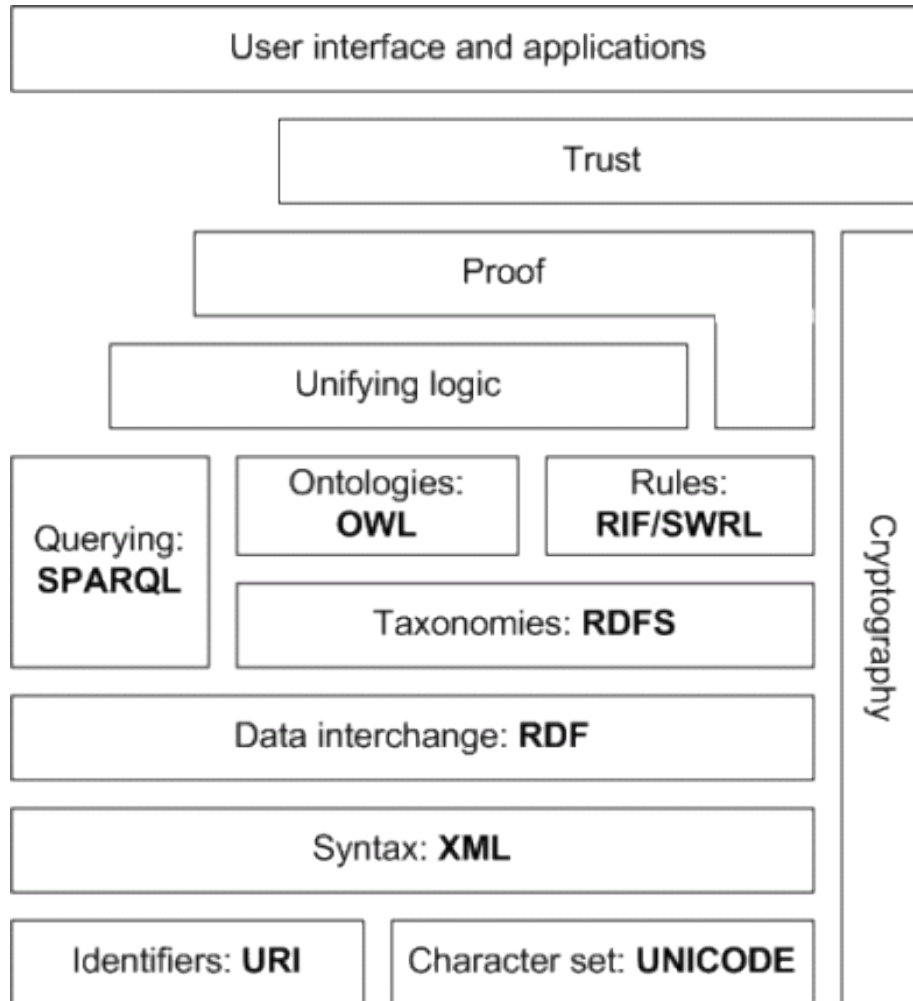 User interface and applications
Trust
Proof
Unifying logic
Ontologies:
OWL
Rules:
RIF/SWRL
Querying:
SPARQL
Taxonomies: RDFS
Cryptography
Data interchange: RDF
Syntax: XML
Identifiers: URI
Character set: UNICODE